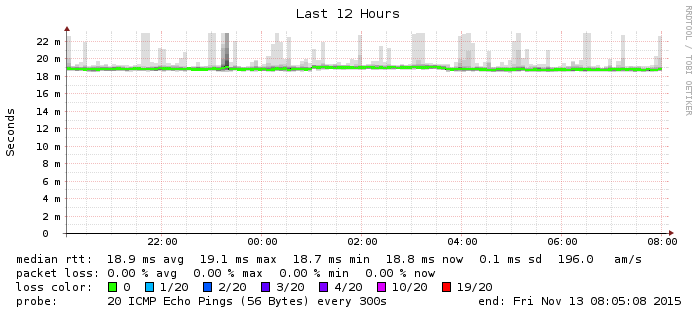 Last 12 Hours
RRDTOOL / TOBI OETIKER
Seconds
22 m
20 m
18 m
16 m
14 m
12 m
10 m
8 m
6 m
4 m
2 m
0
22:00 00:00 02:00 04:00 06:00 08:00
median rtt: 18.9 ms avg 19.1 ms max 18.7 ms min 18.8 ms now 0.1 ms sd 196.0 am/s
packet loss: 0.00 % avg 0.00 % max 0.00 % min 0.00 % now
loss color: 0 1/20 2/20 3/20 4/20 10/20 19/20
probe: 20 ICMP Echo Pings (56 Bytes) every 300s end: Fri Nov 13 08:05:08 2015